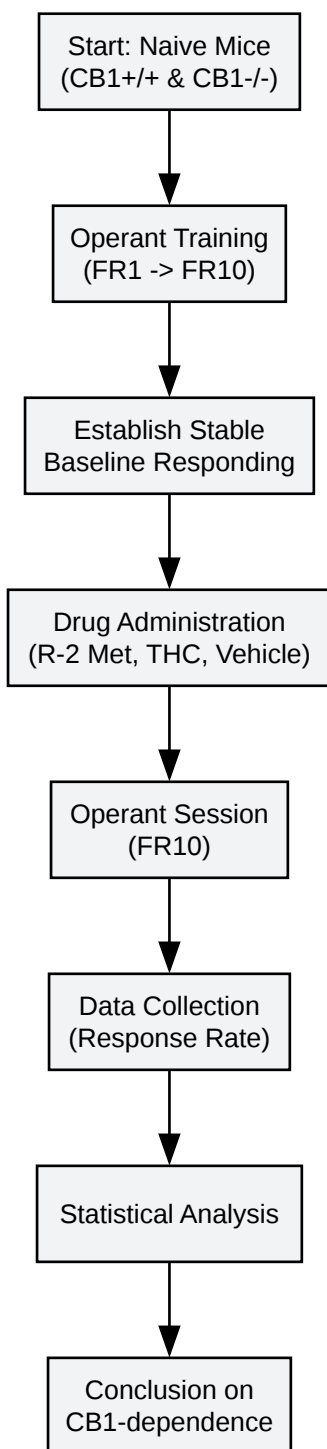 Start: Naive Mice
(CB1+/+ & CB1-/-)
Operant Training
(FR1 -> FR10)
Establish Stable
Baseline Responding
Drug Administration
(R-2 Met, THC, Vehicle)
Operant Session
(FR10)
Data Collection
(Response Rate)
Statistical Analysis
Conclusion on
CB1-dependence